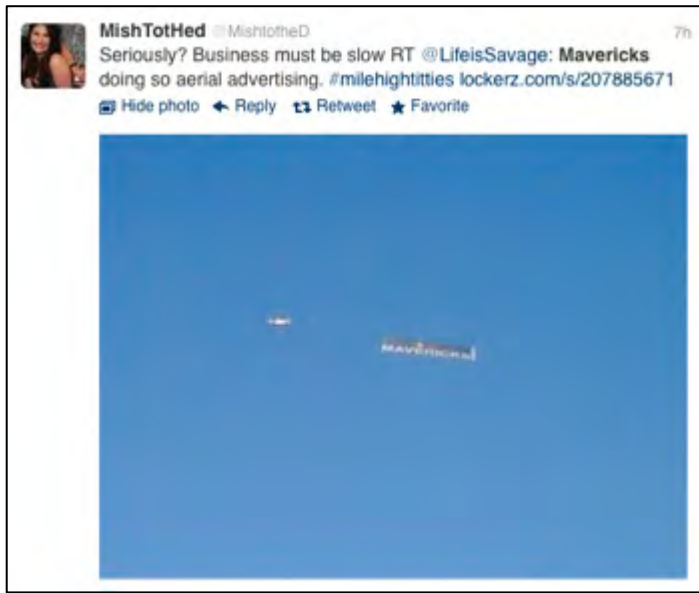 MishTotHed MishtotheD 7h
Seriously? Business must be slow RT @LifeisSavage: Mavericks
doing so aerial advertising. #milehightitties lockerz.com/s/207885671
Hide photo Reply Retweet Favorite
MAVERICKS